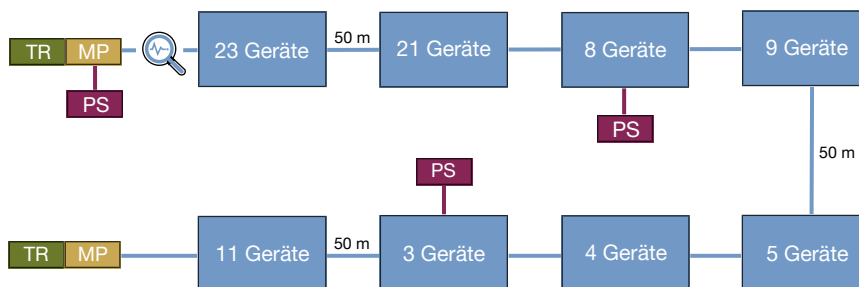 TR MP
23 Geräte
50 m
21 Geräte
8 Geräte
9 Geräte
PS
PS
50 m
PS
TR MP
11 Geräte
50 m
3 Geräte
4 Geräte
5 Geräte